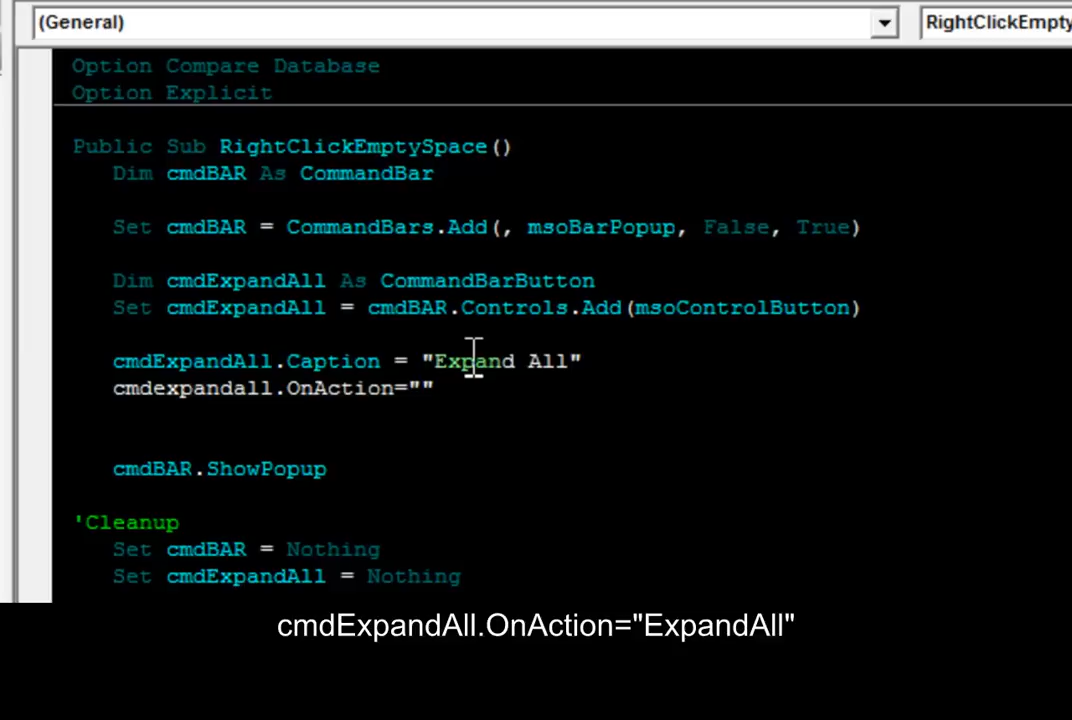 (General)
RightClickEmpty
Option Compare Database
Option Explicit
Public Sub RightClickEmptySpace()
Dim cmdBAR As CommandBar
Set cmdBAR = CommandBars.Add(, msoBarPopup, False, True)
Dim cmdExpandAll As CommandBarButton
Set cmdExpandAll = cmdBAR.Controls.Add(msoControlButton)
cmdExpandAll.Caption = "Expand All"
cmdexpandall.OnAction=""
cmdBAR.ShowPopup
'Cleanup
Set cmdBAR = Nothing
Set cmdExpandAll = Nothing
cmdExpandAll.OnAction="ExpandAll"